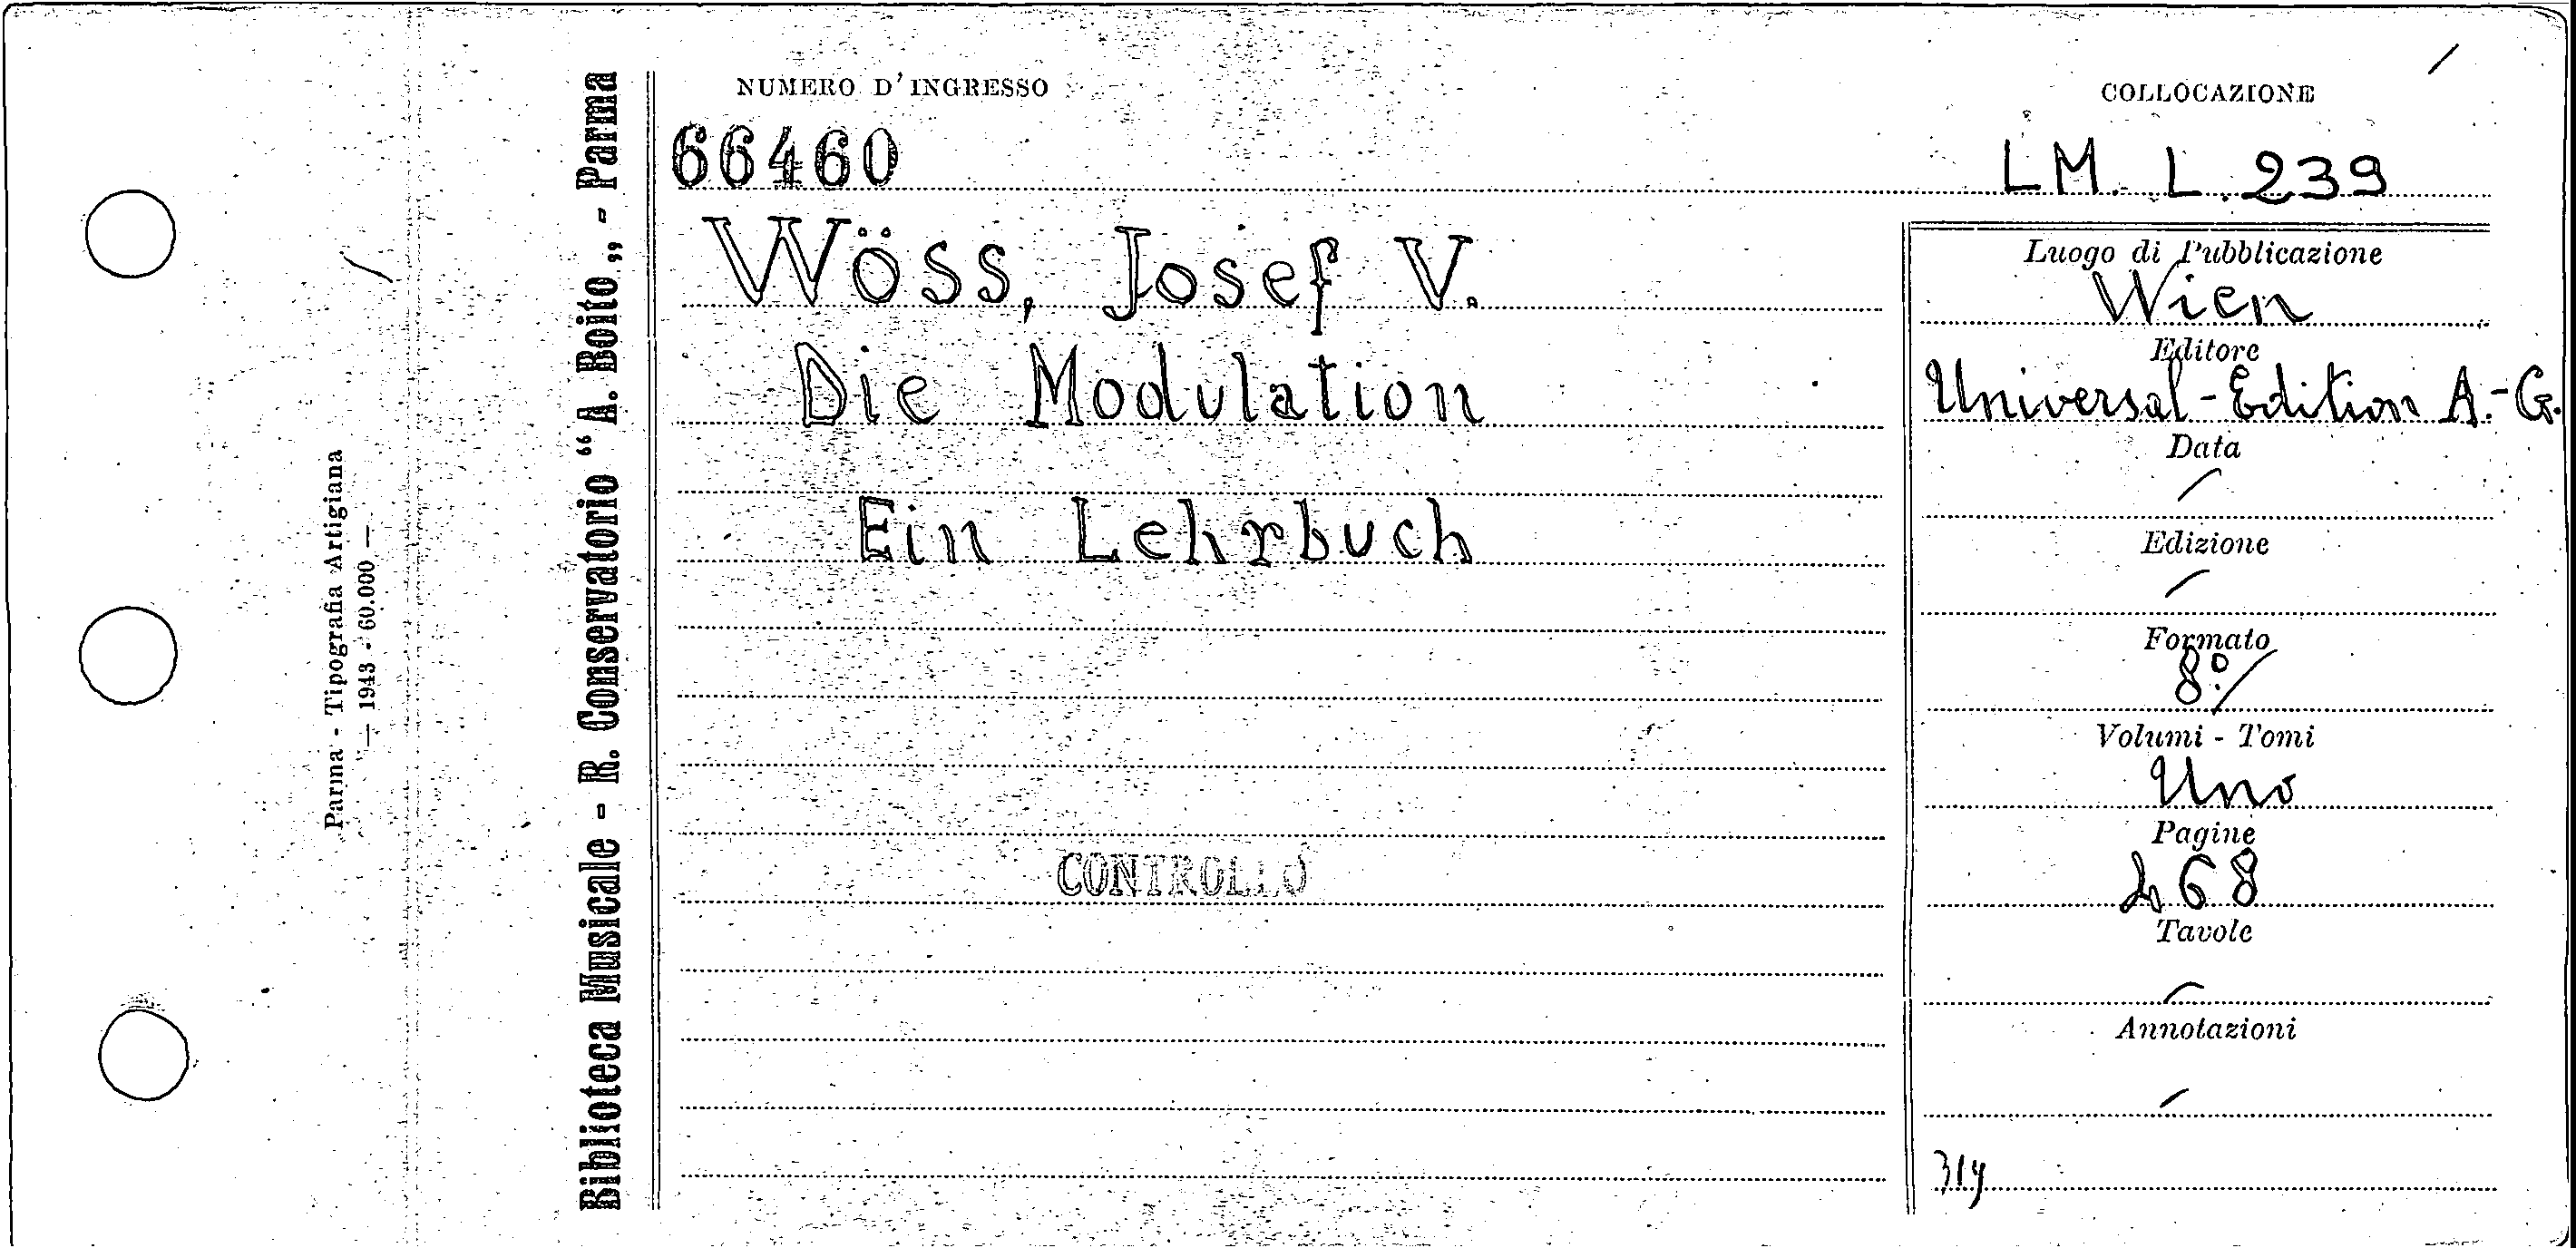 NUMERO D'INGRESSO
66460
COLLOCAZIONE
LM. L. 239
Wöss, Josef V.
Die Modulation
Ein Lehrbuch
CONTROLLO
Luogo di Pubblicazione
Wien
Editore
Universal-Edition A.-G.
Data
Edizione
Formato
8º
Volumi - Tomi
Uno
Pagine
268
Tavole
Annotazioni
Biblioteca Musicale - R. Conservatorio "A. Boito„ - Parma
Parma - Tipografia Artigiana
— 1943 - 60.000 —